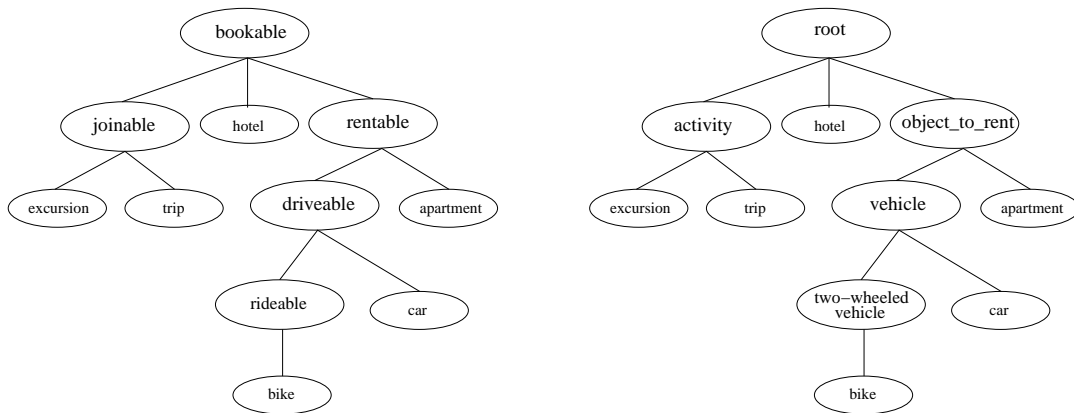 bookable
joinable
hotel
rentable
excursion
trip
driveable
apartment
rideable
car
bike
root
activity
hotel
object_to_rent
excursion
trip
vehicle
apartment
two−wheeled
vehicle
car
bike